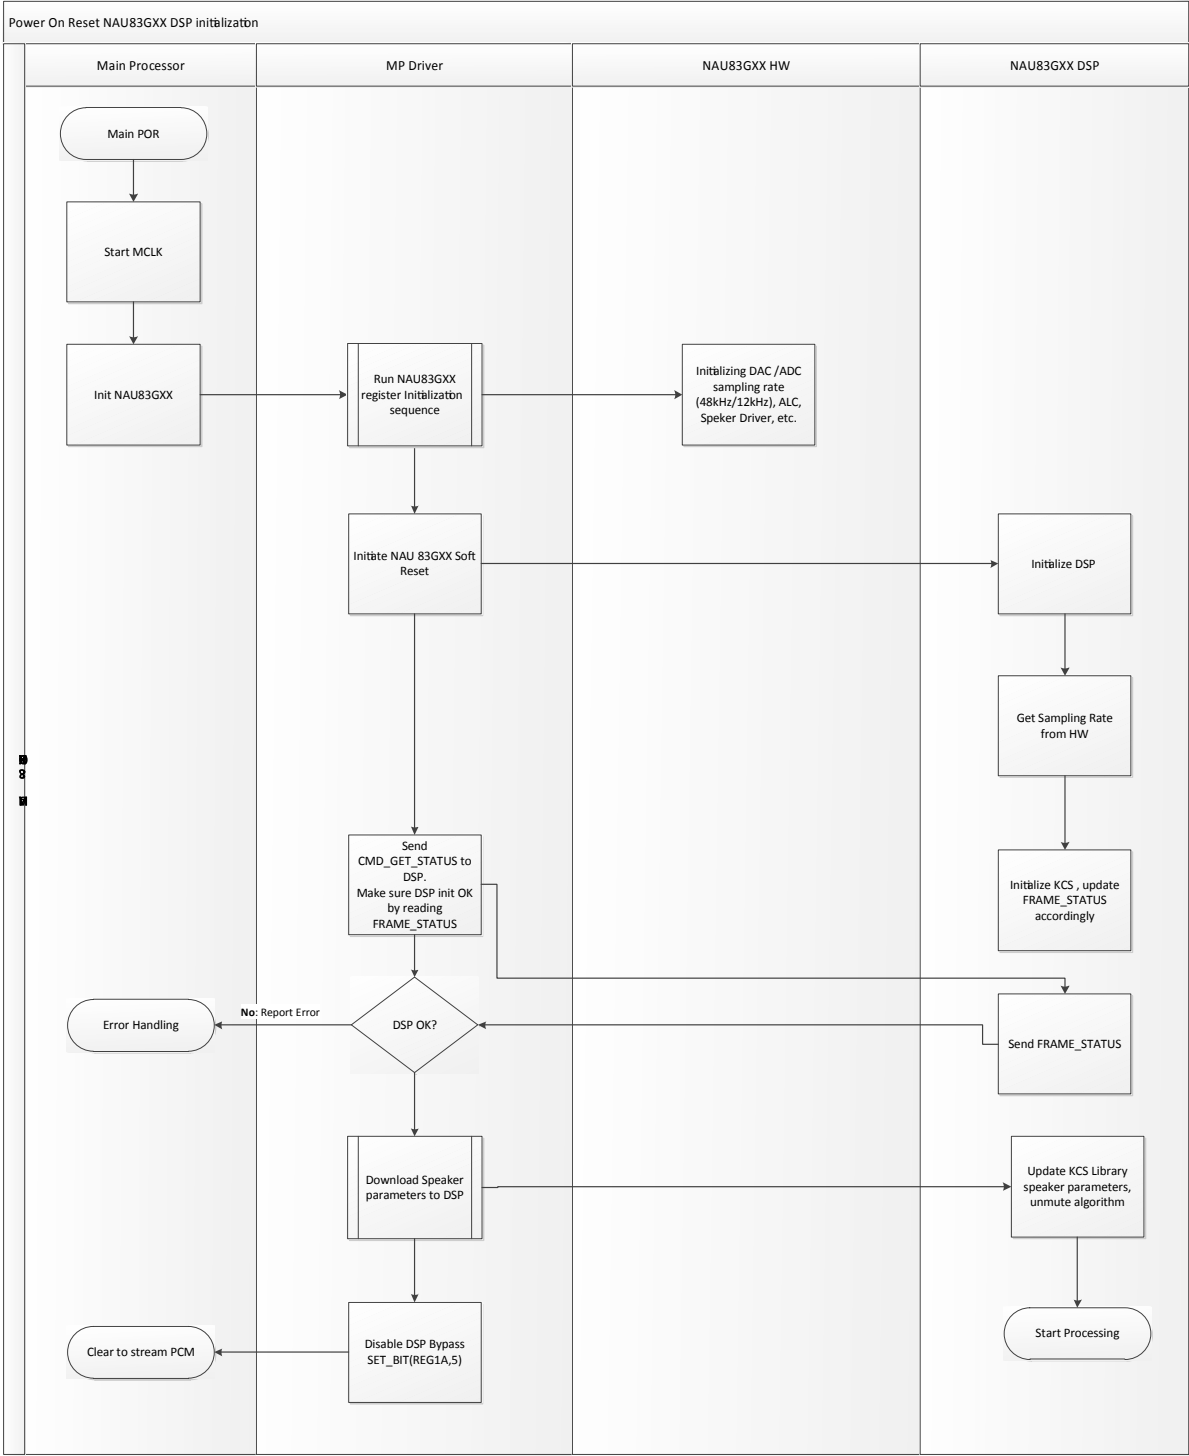 Power On Reset NAU83GXX DSP initialization
Main Processor
MP Driver
NAU83GXX HW
NAU83GXX DSP
Main POR
Start MCLK
Init NAU83GXX
Run NAU83GXX
register Initialization
sequence
Initializing DAC /ADC
sampling rate
(48kHz/12kHz), ALC,
Speker Driver, etc.
Initiate NAU 83GXX Soft
Reset
Initialize DSP
Get Sampling Rate
from HW
Send
CMD_GET_STATUS to
DSP.
Make sure DSP init OK
by reading
FRAME_STATUS
Initialize KCS , update
FRAME_STATUS
accordingly
Error Handling
No: Report Error
DSP OK?
Send FRAME_STATUS
Download Speaker
parameters to DSP
Update KCS Library
speaker parameters,
unmute algorithm
Clear to stream PCM
Disable DSP Bypass
SET_BIT(REG1A,5)
Start Processing